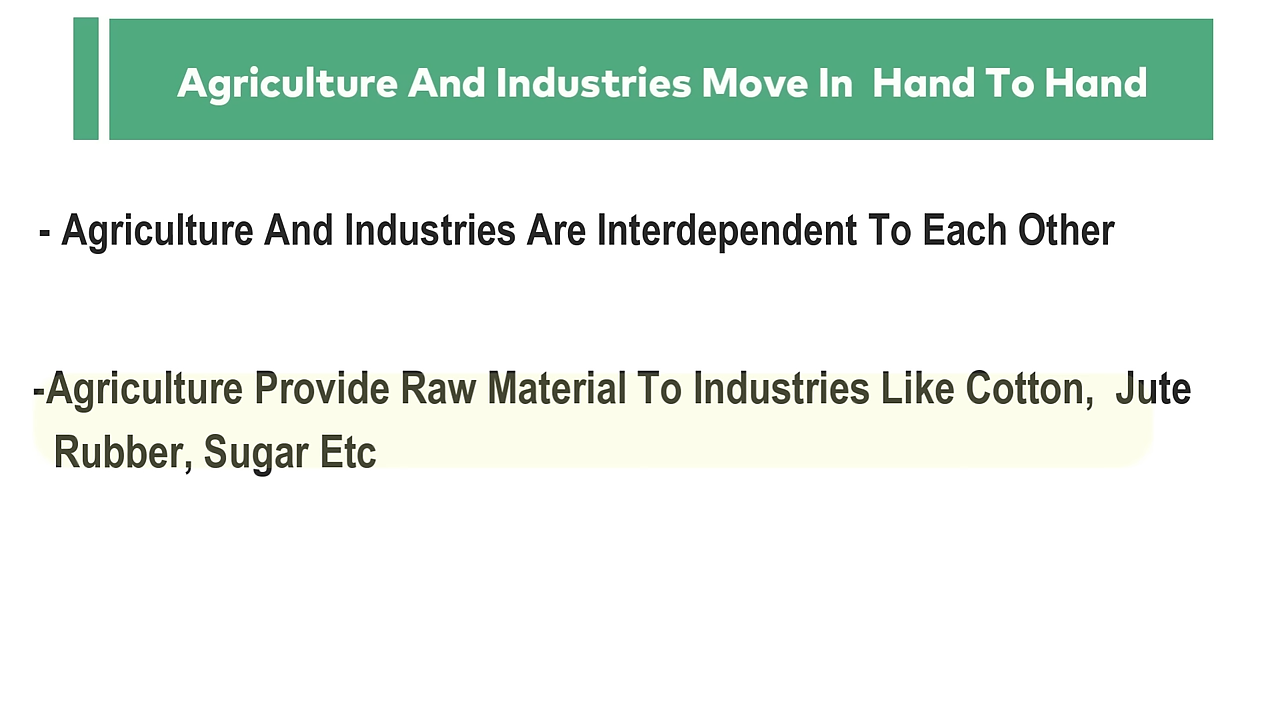 Agriculture And Industries Move In Hand To Hand
- Agriculture And Industries Are Interdependent To Each Other
-Agriculture Provide Raw Material To Industries Like Cotton, Jute
Rubber, Sugar Etc